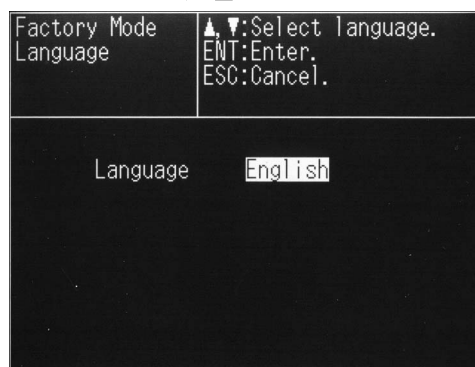 Factory Mode
Language
▲,▼:Select language.
ENT:Enter.
ESC:Cancel.
Language English